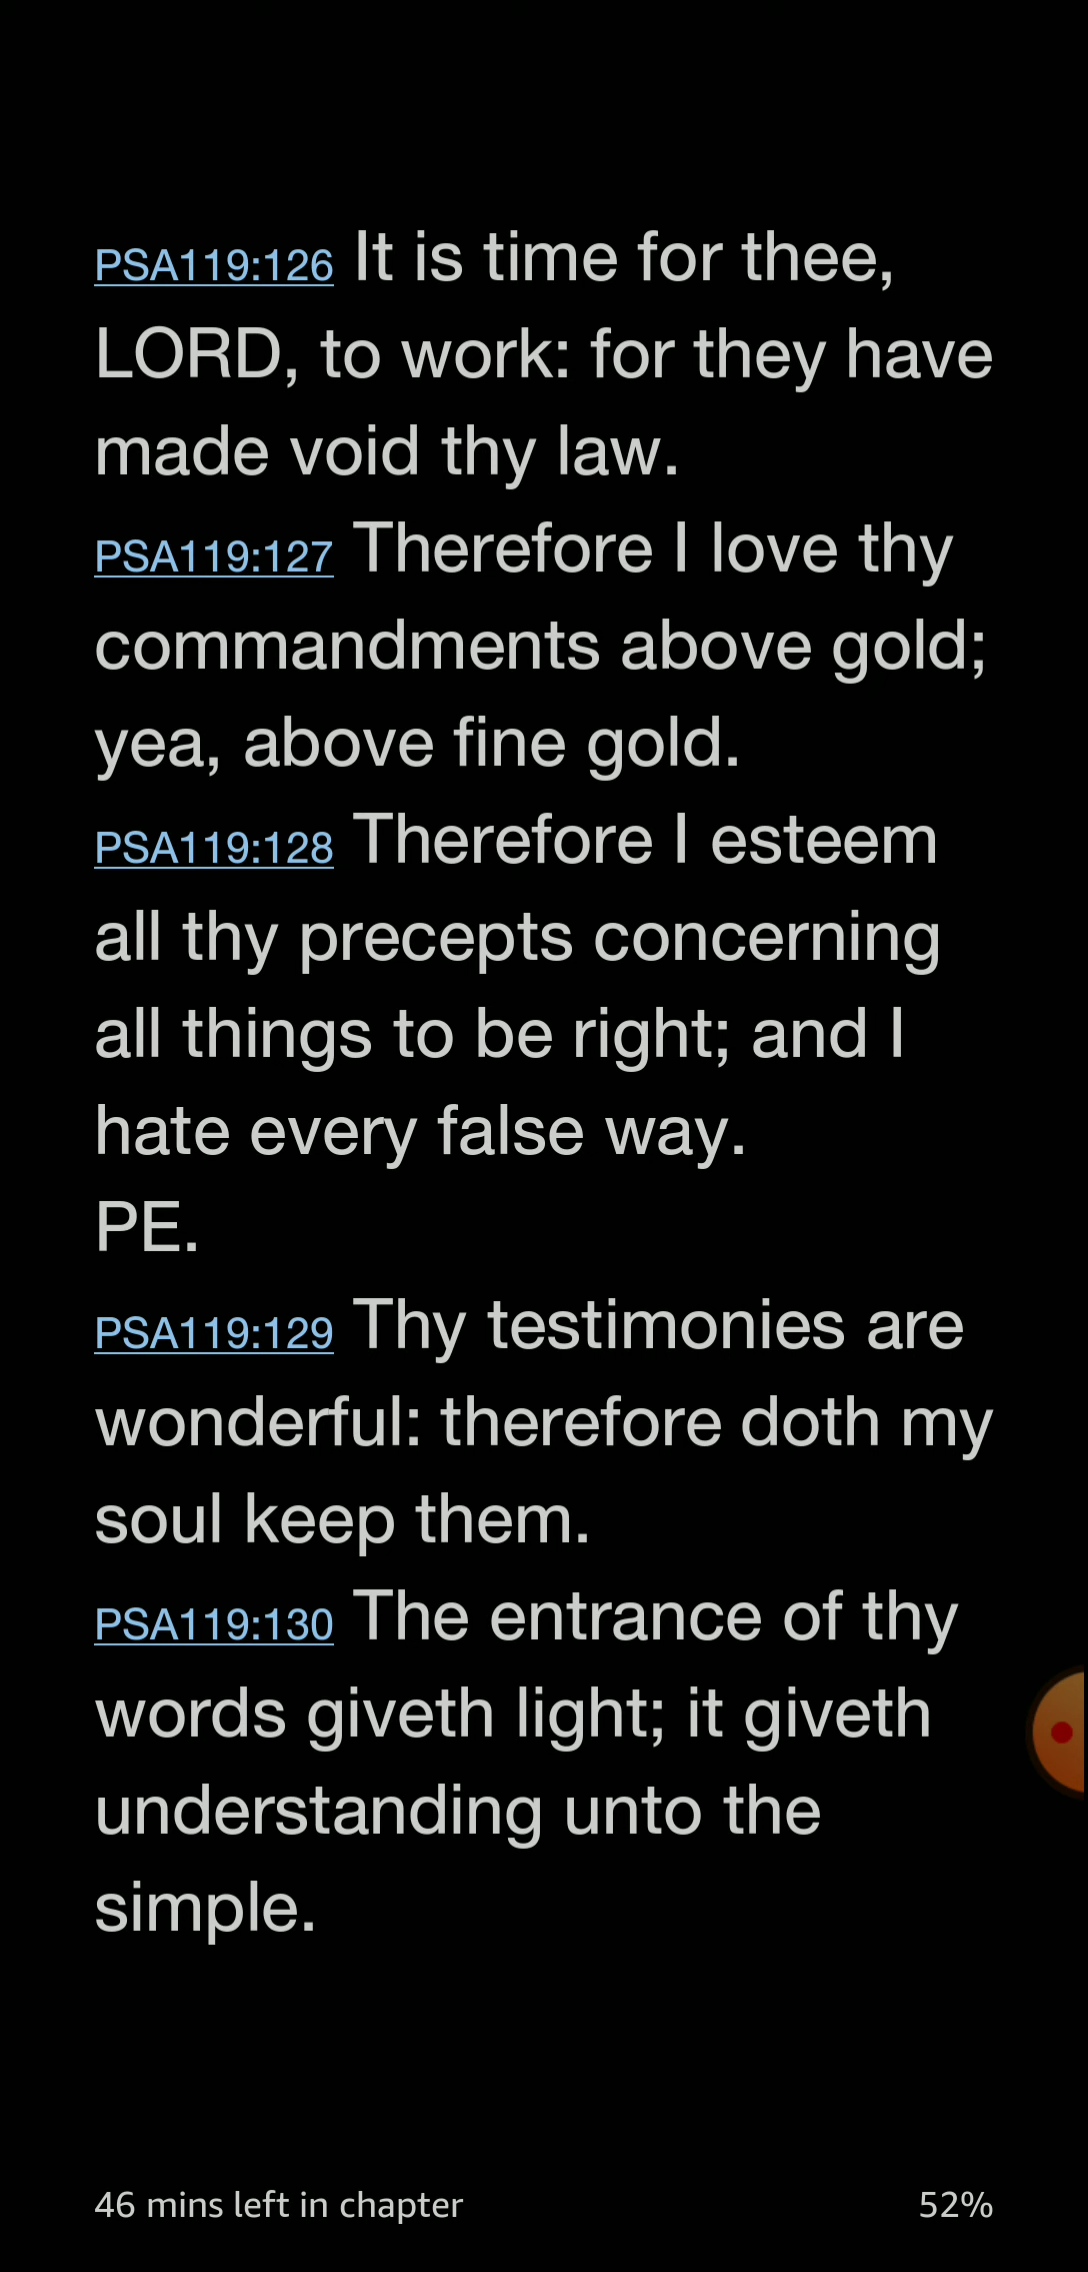 PSA119:126 It is time for thee,
LORD, to work: for they have
made void thy law.
PSA119:127 Therefore I love thy
commandments above gold;
yea, above fine gold.
PSA119:128 Therefore I esteem
all thy precepts concerning
all things to be right; and I
hate every false way.
PE.
PSA119:129 Thy testimonies are
wonderful: therefore doth my
soul keep them.
PSA119:130 The entrance of thy
words giveth light; it giveth
understanding unto the
simple.
46 mins left in chapter 52%